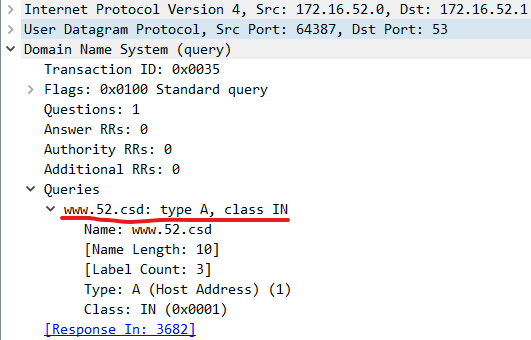 Internet Protocol Version 4, Src: 172.16.52.0, Dst: 172.16.52.1
User Datagram Protocol, Src Port: 64387, Dst Port: 53
Domain Name System (query)
Transaction ID: 0x0035
Flags: 0x0100 Standard query
Questions: 1
Answer RRs: 0
Authority RRs: 0
Additional RRs: 0
Queries
www.52.csd: type A, class IN
Name: www.52.csd
[Name Length: 10]
[Label Count: 3]
Type: A (Host Address) (1)
Class: IN (0x0001)
[Response In: 3682]